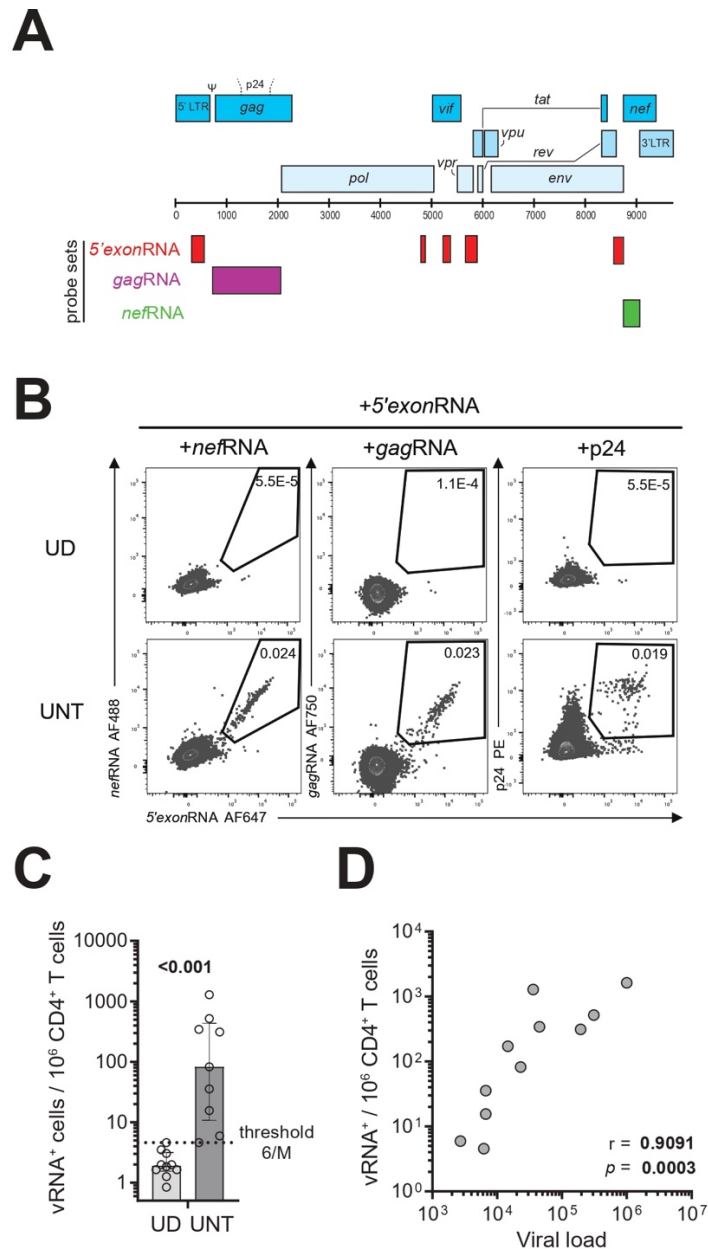 A
Ψ
p24
5' LTR
gag
vif
tat
nef
vpu
3'LTR
vpr
rev
pol
env
0 1000 2000 3000 4000 5000 6000 7000 8000 9000
probe sets
5'exonRNA
gagRNA
nefRNA
B
+5'exonRNA
+nefRNA +gagRNA +p24
UD
5.5E-5 1.1E-4 5.5E-5
UNT
0.024 0.023 0.019
nefRNA AF488
gagRNA AF750
p24 PE
5'exonRNA AF647
C
vRNA⁺ cells / 10⁶ CD4⁺ T cells
10000
1000
100
10
1
<0.001
threshold
6/M
UD UNT
D
vRNA⁺ / 10⁶ CD4⁺ T cells
10⁴
10³
10²
10¹
10⁰
r = 0.9091
p = 0.0003
10³ 10⁴ 10⁵ 10⁶ 10⁷
Viral load